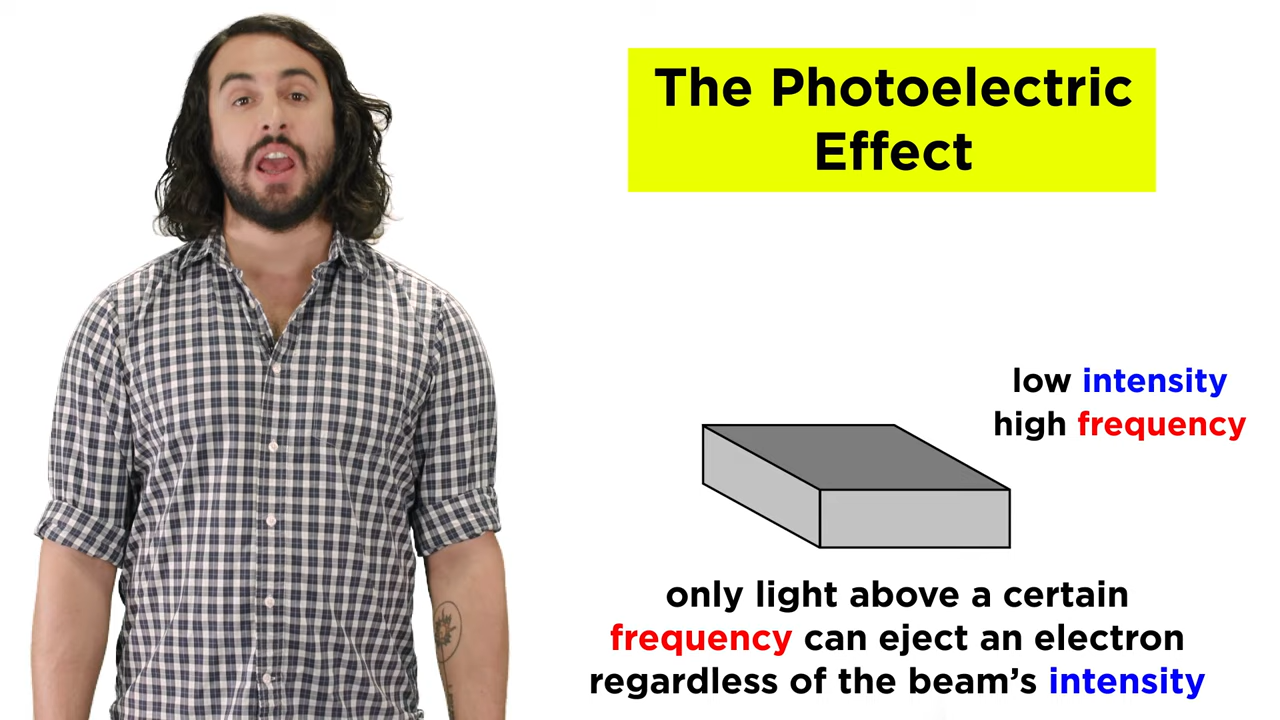 The Photoelectric
Effect
low intensity
high frequency
only light above a certain
frequency can eject an electron
regardless of the beam's intensity